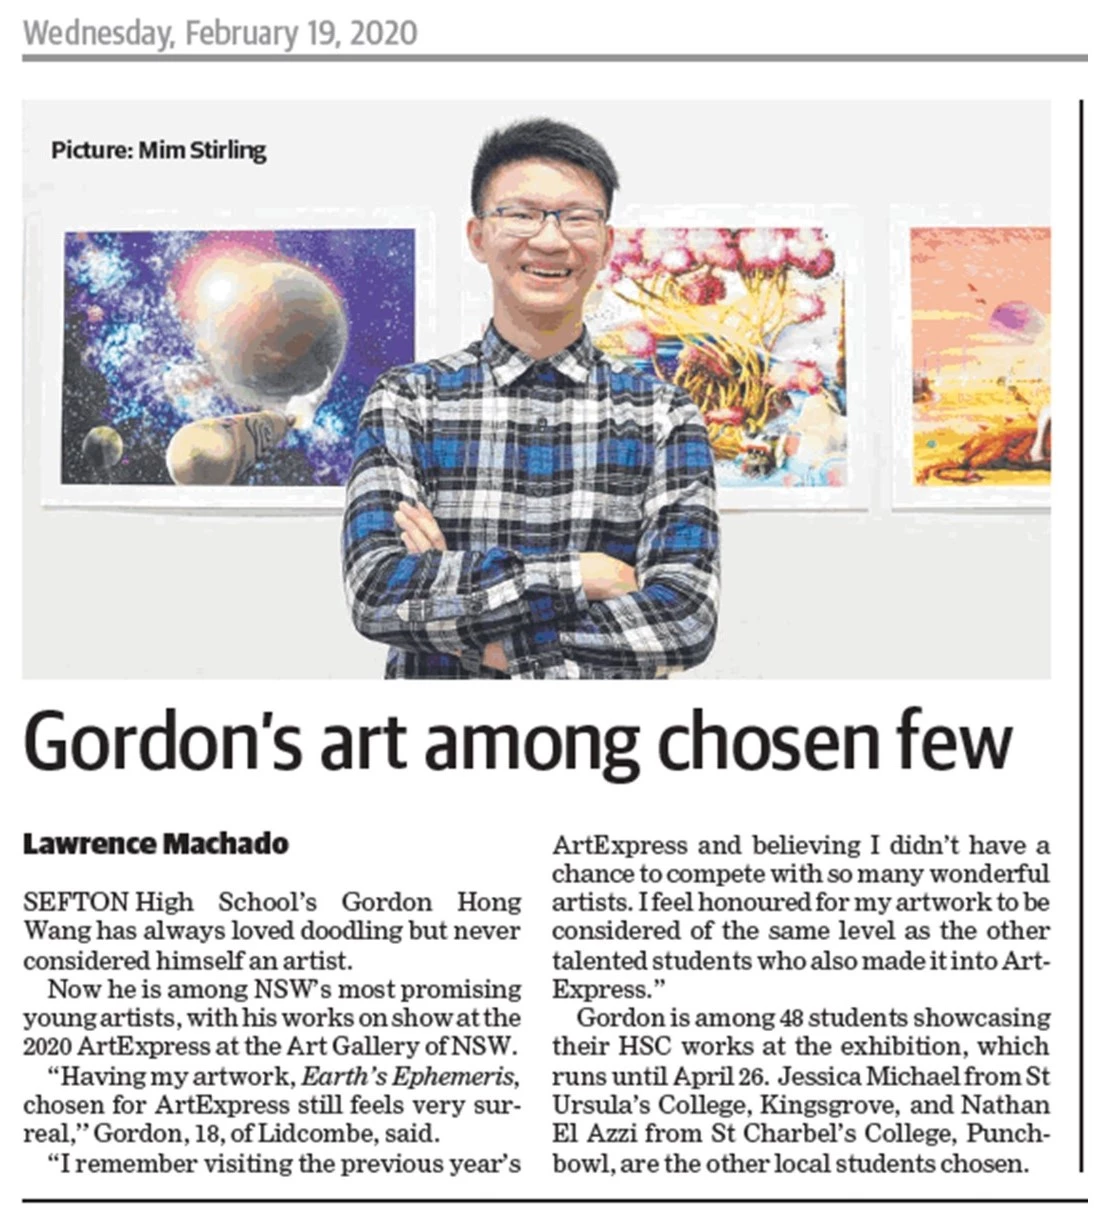 Wednesday, February 19, 2020
Picture: Mim Stirling
Gordon's art among chosen few
Lawrence Machado
SEFTON High School's Gordon Hong
Wang has always loved doodling but never
considered himself an artist.
Now he is among NSW's most promising
young artists, with his works on show at the
2020 ArtExpress at the Art Gallery of NSW.
“Having my artwork, Earth's Ephemeris,
chosen for ArtExpress still feels very sur-
real,” Gordon, 18, of Lidcombe, said.
“I remember visiting the previous year's
ArtExpress and believing I didn't have a
chance to compete with so many wonderful
artists. I feel honoured for my artwork to be
considered of the same level as the other
talented students who also made it into Art-
Express.”
Gordon is among 48 students showcasing
their HSC works at the exhibition, which
runs until April 26. Jessica Michael from St
Ursula's College, Kingsgrove, and Nathan
El Azzi from St Charbel's College, Punch-
bowl, are the other local students chosen.